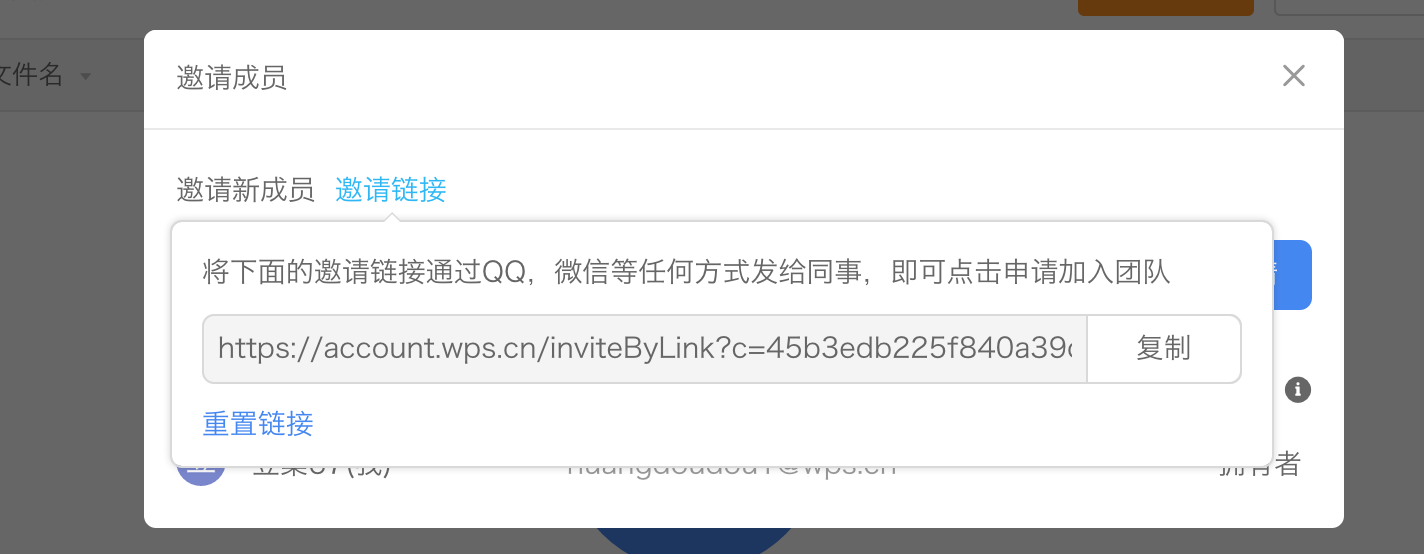 文件名
邀请成员
邀请新成员 邀请链接
将下面的邀请链接通过QQ，微信等任何方式发给同事，即可点击申请加入团队
https://account.wps.cn/inviteByLink?c=45b3edb225f840a39 复制
重置链接
拥有者